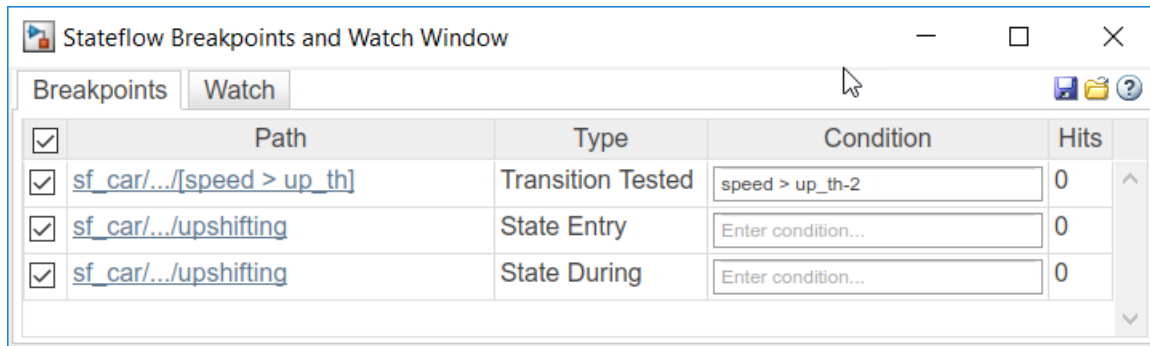 Stateflow Breakpoints and Watch Window
Breakpoints Watch
Path Type Condition Hits
sf_car/.../[speed > up_th] Transition Tested speed > up_th-2 0
sf_car/.../upshifting State Entry Enter condition... 0
sf_car/.../upshifting State During Enter condition... 0